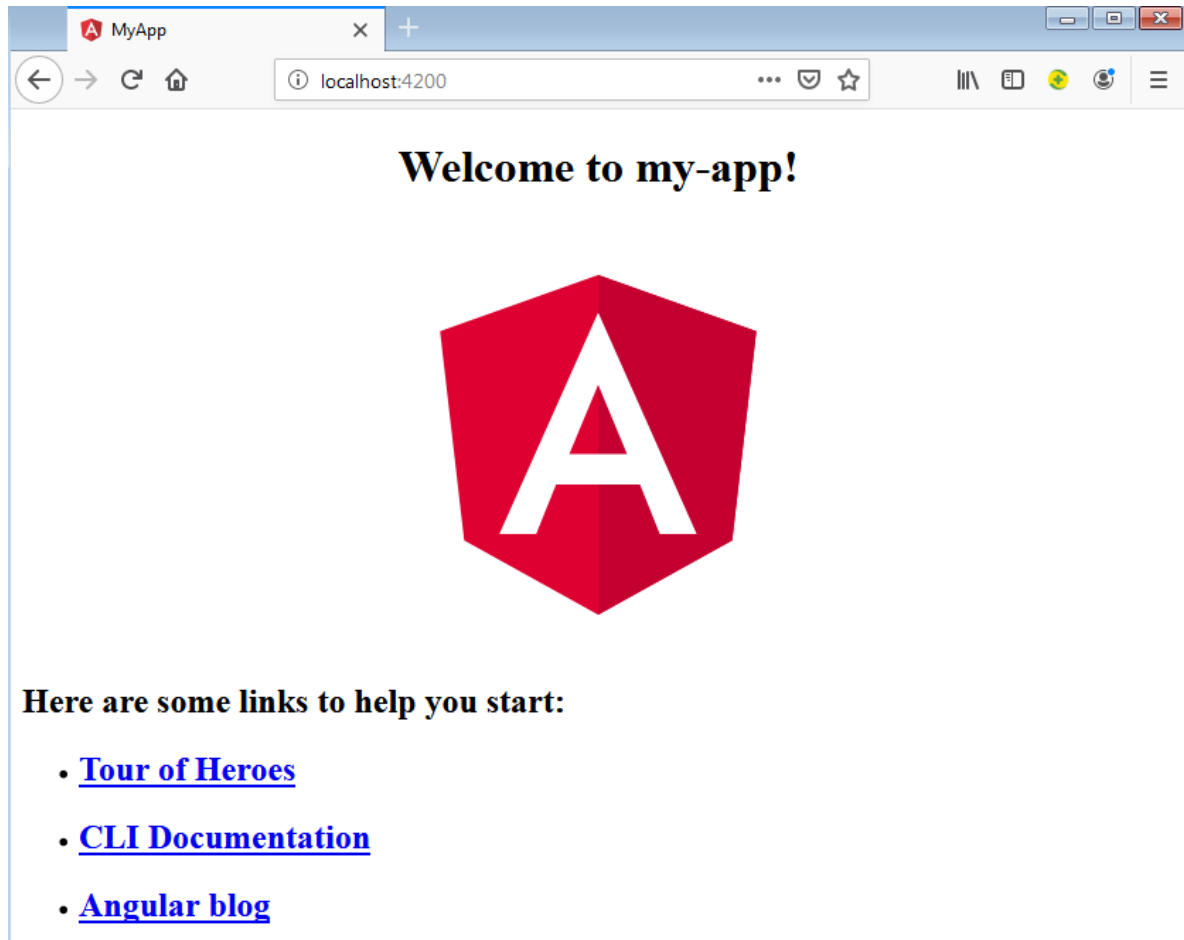 MyApp
localhost:4200
Welcome to my-app!
A
Here are some links to help you start:
Tour of Heroes
CLI Documentation
Angular blog